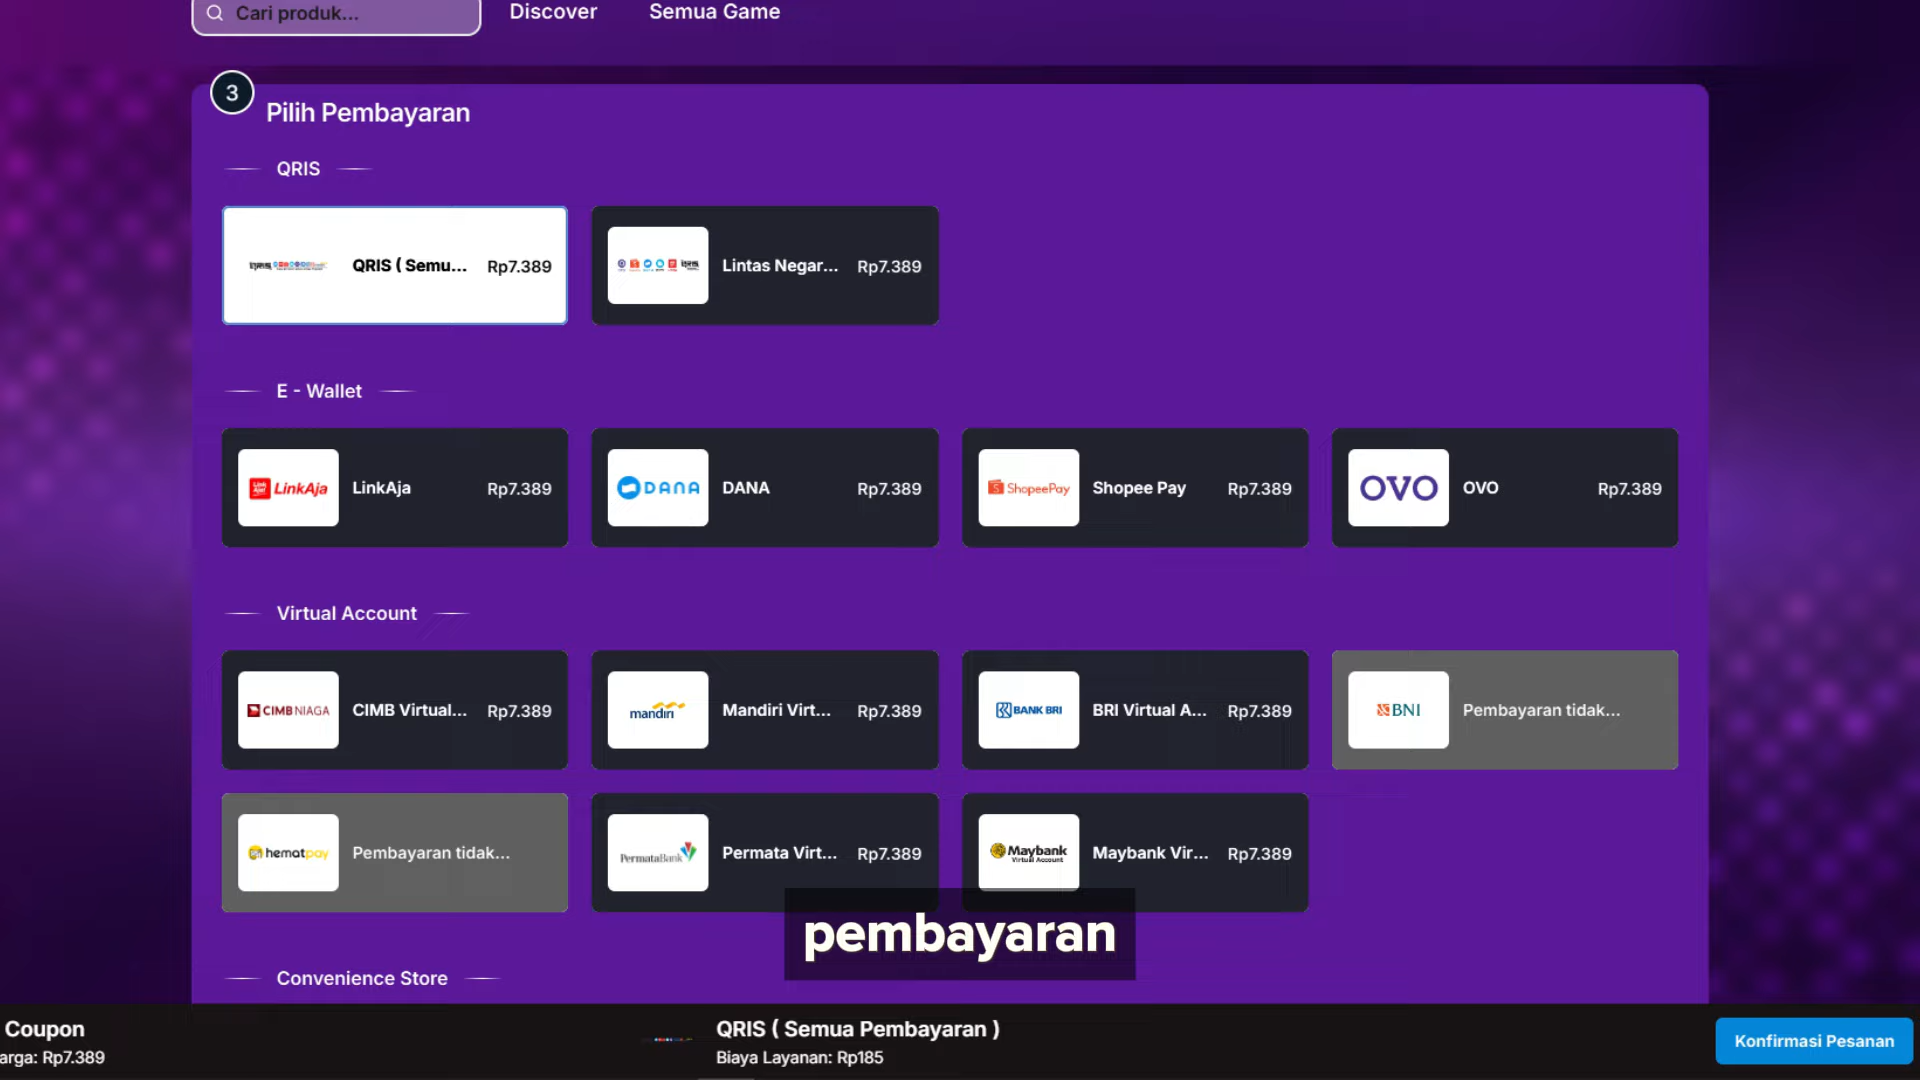 Cari produk...
Discover
Semua Game
3
Pilih Pembayaran
QRIS
QRIS ( Semu... Rp7.389
Lintas Negar... Rp7.389
E - Wallet
LinkAja LinkAja Rp7.389
DANA DANA Rp7.389
ShopeePay Shopee Pay Rp7.389
OVO OVO Rp7.389
Virtual Account
CIMB NIAGA CIMB Virtual... Rp7.389
mandiri Mandiri Virt... Rp7.389
BANK BRI BRI Virtual A... Rp7.389
BNI Pembayaran tidak...
hematpay Pembayaran tidak...
PermataBank Permata Virt... Rp7.389
Maybank Virtual Account Maybank Vir... Rp7.389
pembayaran
Convenience Store
Coupon
arga: Rp7.389
QRIS ( Semua Pembayaran )
Biaya Layanan: Rp185
Konfirmasi Pesanan